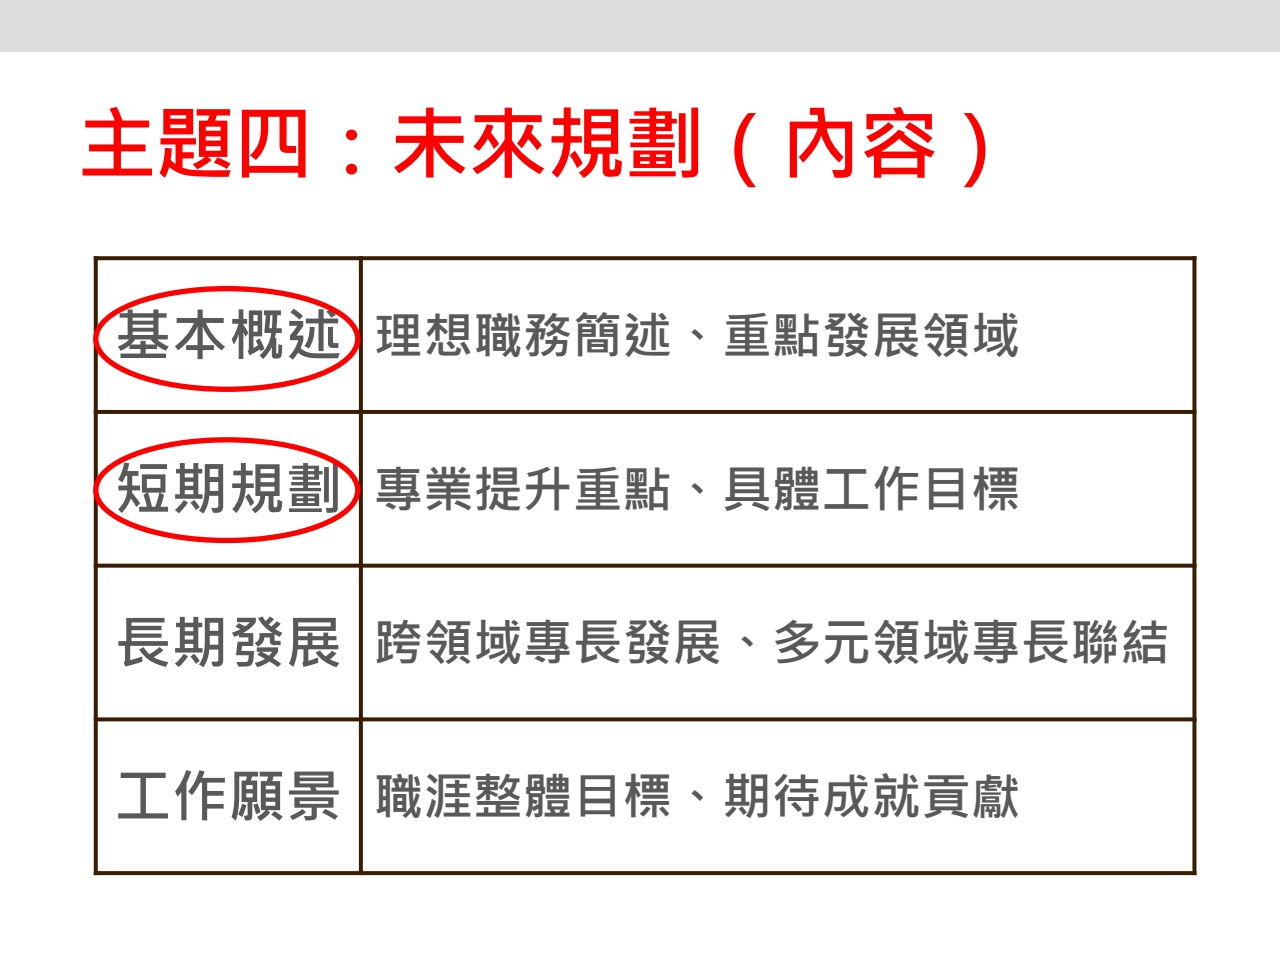 主題四：未來規劃（內容）
基本概述 理想職務簡述、重點發展領域
短期規劃 專業提升重點、具體工作目標
長期發展 跨領域專長發展、多元領域專長聯結
工作願景 職涯整體目標、期待成就貢獻